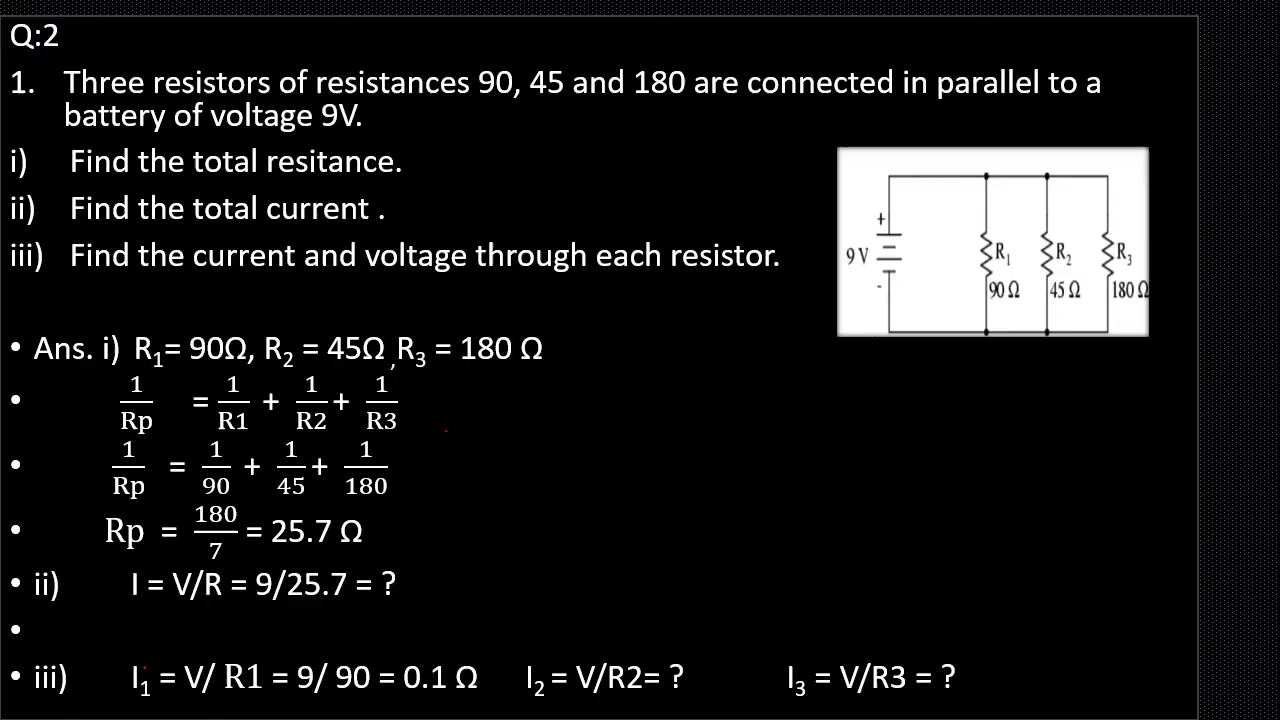 Q:2
1. Three resistors of resistances 90, 45 and 180 are connected in parallel to a
battery of voltage 9V.
i) Find the total resitance.
ii) Find the total current .
iii) Find the current and voltage through each resistor.
+
9 V
-
R1
90 Ω
R2
45 Ω
R3
180 Ω
• Ans. i) R1= 90Ω, R2 = 45Ω ,R3 = 180 Ω
• 1/Rp = 1/R1 + 1/R2 + 1/R3
• 1/Rp = 1/90 + 1/45 + 1/180
• Rp = 180/7 = 25.7 Ω
• ii) I = V/R = 9/25.7 = ?
•
• iii) I1 = V/ R1 = 9/ 90 = 0.1 Ω I2 = V/R2= ? I3 = V/R3 = ?